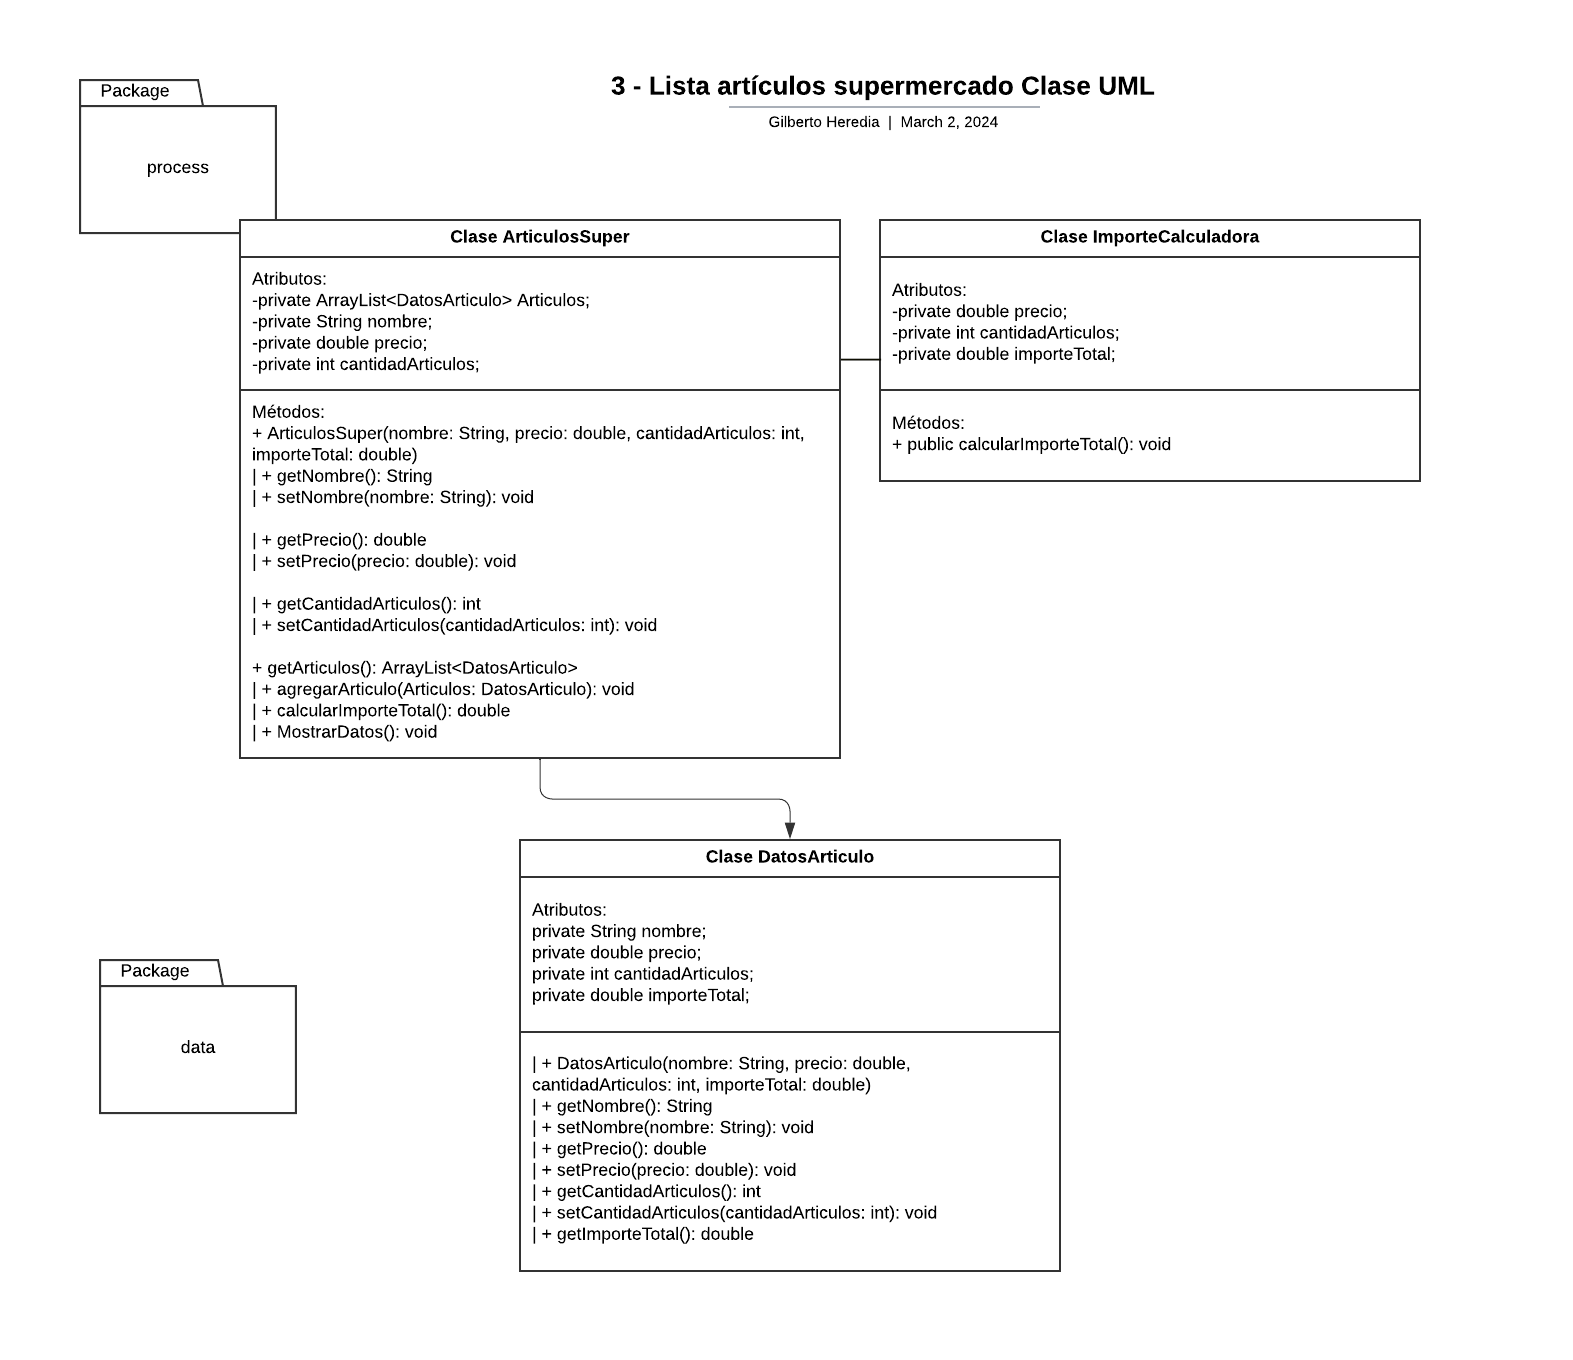 3 - Lista artículos supermercado Clase UML
Gilberto Heredia | March 2, 2024
Package
process
Clase ArticulosSuper
Atributos:
-private ArrayList<DatosArticulo> Articulos;
-private String nombre;
-private double precio;
-private int cantidadArticulos;
Métodos:
+ ArticulosSuper(nombre: String, precio: double, cantidadArticulos: int,
importeTotal: double)
| + getNombre(): String
| + setNombre(nombre: String): void
| + getPrecio(): double
| + setPrecio(precio: double): void
| + getCantidadArticulos(): int
| + setCantidadArticulos(cantidadArticulos: int): void
+ getArticulos(): ArrayList<DatosArticulo>
| + agregarArticulo(Articulos: DatosArticulo): void
| + calcularImporteTotal(): double
| + MostrarDatos(): void
Clase ImporteCalculadora
Atributos:
-private double precio;
-private int cantidadArticulos;
-private double importeTotal;
Métodos:
+ public calcularImporteTotal(): void
Clase DatosArticulo
Atributos:
private String nombre;
private double precio;
private int cantidadArticulos;
private double importeTotal;
| + DatosArticulo(nombre: String, precio: double,
cantidadArticulos: int, importeTotal: double)
| + getNombre(): String
| + setNombre(nombre: String): void
| + getPrecio(): double
| + setPrecio(precio: double): void
| + getCantidadArticulos(): int
| + setCantidadArticulos(cantidadArticulos: int): void
| + getImporteTotal(): double
Package
data